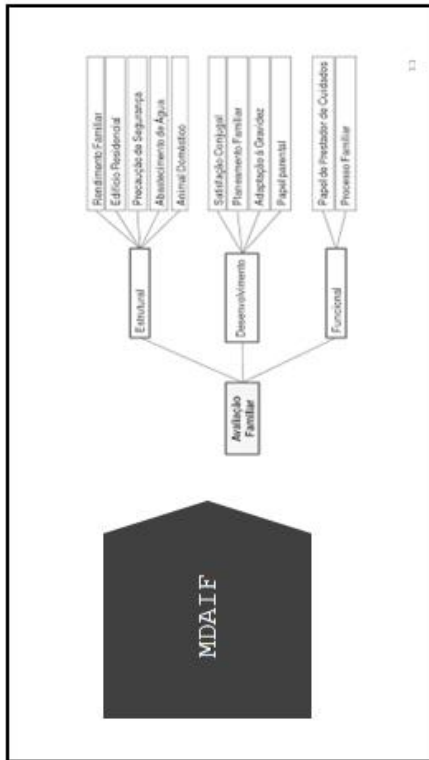 MDAIF
Avaliação
Familiar
Estrutural
Rendimento Familiar
Edifício Residencial
Precaução de Segurança
Abastecimento de Água
Animal Doméstico
Desenvolvimento
Satisfação Conjugal
Planeamento Familiar
Adaptação à Gravidez
Papel parental
Funcional
Papel de Prestador de Cuidados
Processo Familiar